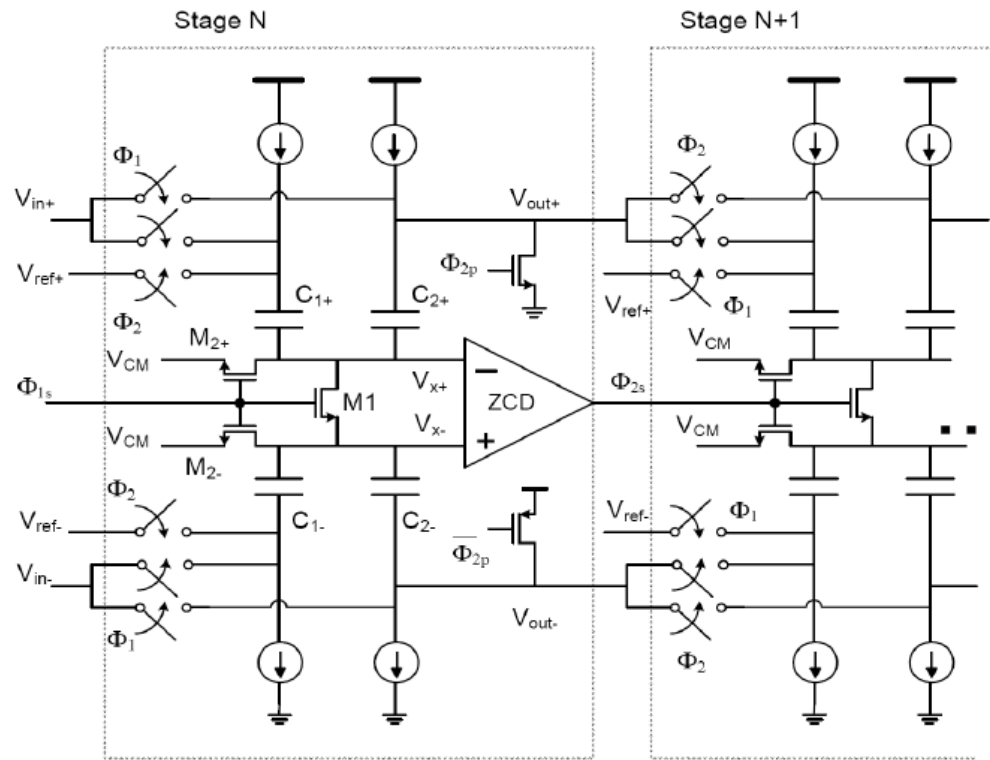 Stage N
Stage N+1
Φ1
Φ2
Vin+
Vout+
Vref+
Φ2p
Φ2
C1+
C2+
Vref+
Φ1
M2+
VCM
VCM
Φ1s
M1
Vx+
−
ZCD
Φ2s
Vx-
+
VCM
VCM
M2-
Φ2
Vref-
C1-
C2-
Vref-
Φ1
Φ2p
Vin-
Φ1
Vout-
Φ2